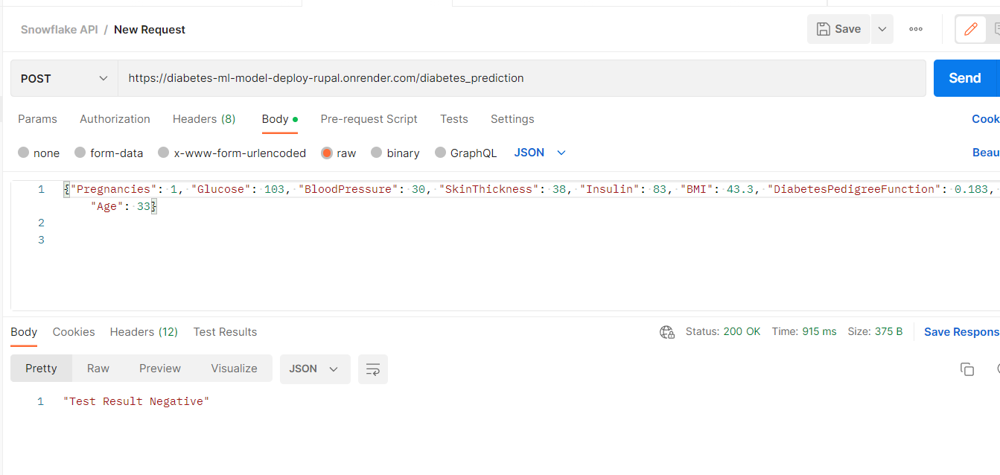 Snowflake API / New Request
Save
POST
https://diabetes-ml-model-deploy-rupal.onrender.com/diabetes_prediction
Send
Params Authorization Headers (8) Body Pre-request Script Tests Settings
Cook
none form-data x-www-form-urlencoded raw binary GraphQL JSON
Beau
1 {"Pregnancies": 1, "Glucose": 103, "BloodPressure": 30, "SkinThickness": 38, "Insulin": 83, "BMI": 43.3, "DiabetesPedigreeFunction": 0.183,
"Age": 33}
2
3
Body Cookies Headers (12) Test Results
Status: 200 OK Time: 915 ms Size: 375 B Save Respons
Pretty Raw Preview Visualize JSON
1 "Test Result Negative"